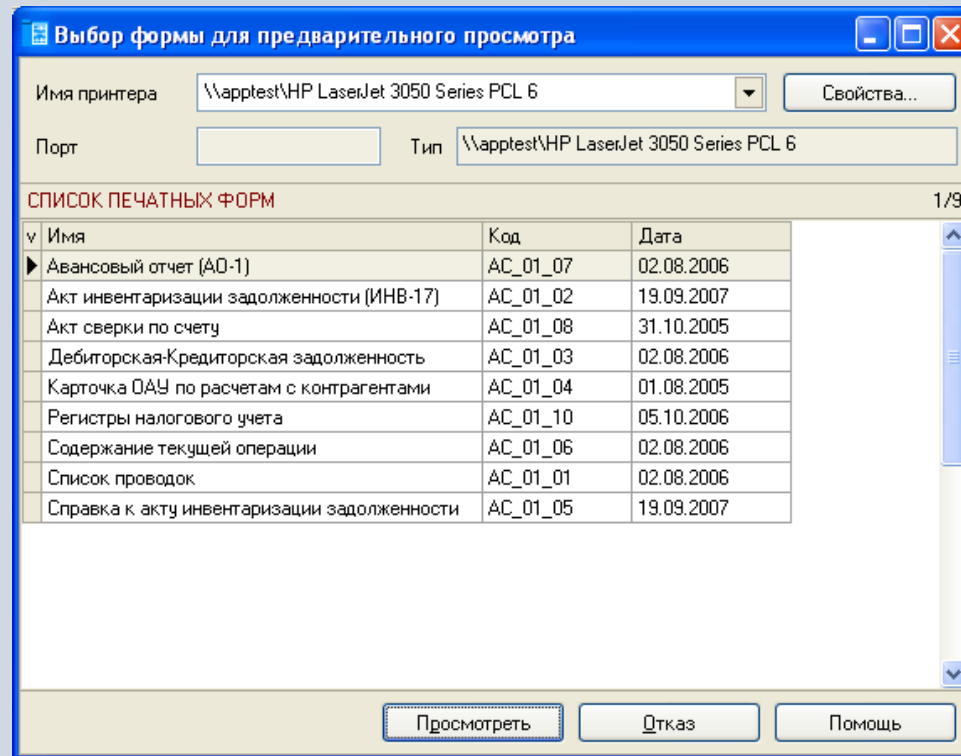 Выбор формы для предварительного просмотра
Имя принтера \\apptest\HP LaserJet 3050 Series PCL 6 Свойства...
Порт Тип \\apptest\HP LaserJet 3050 Series PCL 6
СПИСОК ПЕЧАТНЫХ ФОРМ 1/9
v Имя Код Дата
Авансовый отчет (АО-1) АС_01_07 02.08.2006
Акт инвентаризации задолженности (ИНВ-17) АС_01_02 19.09.2007
Акт сверки по счету АС_01_08 31.10.2005
Дебиторская-Кредиторская задолженность АС_01_03 02.08.2006
Карточка ОАУ по расчетам с контрагентами АС_01_04 01.08.2005
Регистры налогового учета АС_01_10 05.10.2006
Содержание текущей операции АС_01_06 02.08.2006
Список проводок АС_01_01 02.08.2006
Справка к акту инвентаризации задолженности АС_01_05 19.09.2007
Просмотреть Отказ Помощь